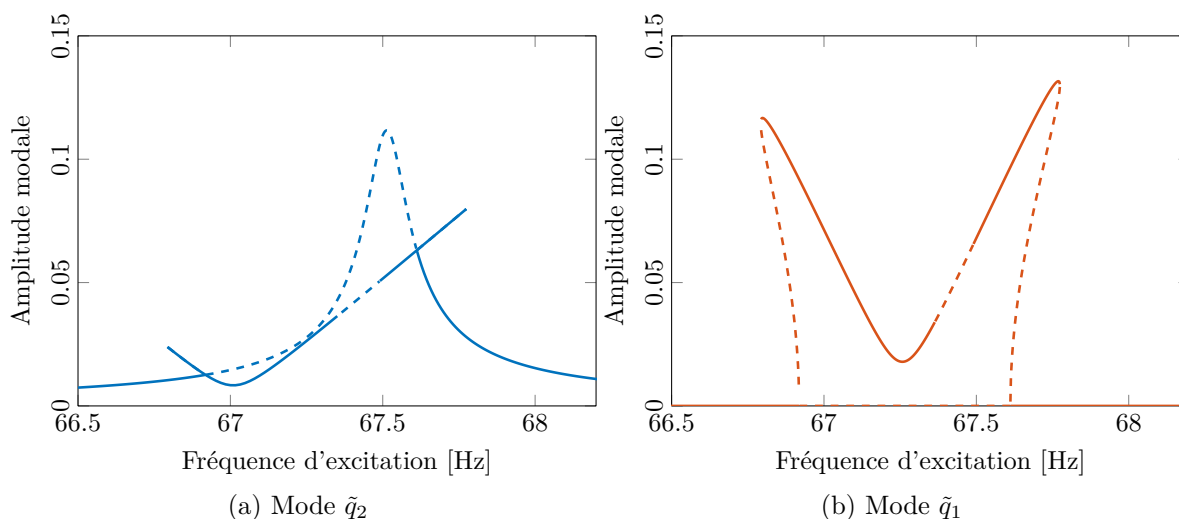 0.15
0.1
0.05
0
Amplitude modale
66.5 67 67.5 68
Fréquence d'excitation [Hz]
(a) Mode q̃₂
0.15
0.1
0.05
0
Amplitude modale
66.5 67 67.5 68
Fréquence d'excitation [Hz]
(b) Mode q̃₁